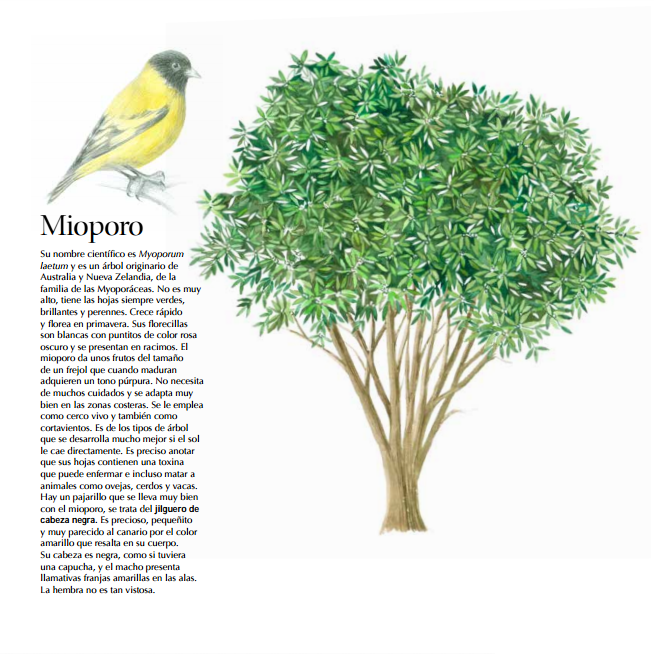 Mioporo
Su nombre científico es Myoporum
laetum y es un árbol originario de
Australia y Nueva Zelandia, de la
familia de las Myoporáceas. No es muy
alto, tiene las hojas siempre verdes,
brillantes y perennes. Crece rápido
y florea en primavera. Sus florecillas
son blancas con puntitos de color rosa
oscuro y se presentan en racimos. El
mioporo da unos frutos del tamaño
de un frejol que cuando maduran
adquieren un tono púrpura. No necesita
de muchos cuidados y se adapta muy
bien en las zonas costeras. Se le emplea
como cerco vivo y también como
cortavientos. Es de los tipos de árbol
que se desarrolla mucho mejor si el sol
le cae directamente. Es preciso anotar
que sus hojas contienen una toxina
que puede enfermar e incluso matar a
animales como ovejas, cerdos y vacas.
Hay un pajarillo que se lleva muy bien
con el mioporo, se trata del jilguero de
cabeza negra. Es precioso, pequeñito
y muy parecido al canario por el color
amarillo que resalta en su cuerpo.
Su cabeza es negra, como si tuviera
una capucha, y el macho presenta
llamativas franjas amarillas en las alas.
La hembra no es tan vistosa.